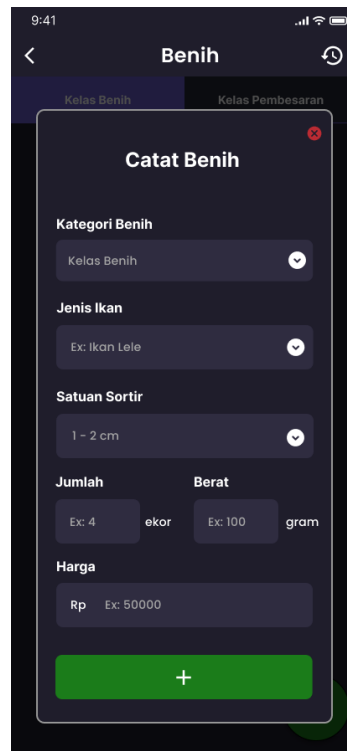 9:41
Benih
Kelas Benih Kelas Pembesaran
Catat Benih
Kategori Benih
Kelas Benih
Jenis Ikan
Ex: Ikan Lele
Satuan Sortir
1 - 2 cm
Jumlah Berat
Ex: 4 ekor Ex: 100 gram
Harga
Rp Ex: 50000
+